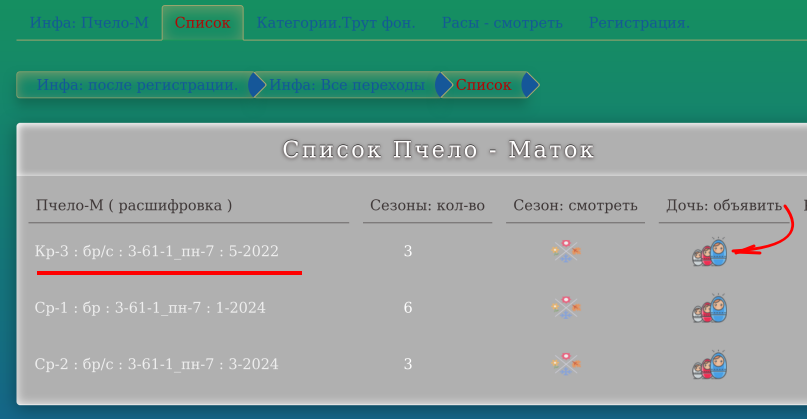 Инфа: Пчело-М Список Категории.Трут фон. Расы - смотреть Регистрация.
Инфа: после регистрации. Инфа: Все переходы Список
Список Пчело - Маток
Пчело-М ( расшифровка ) Сезоны: кол-во Сезон: смотреть Дочь: объявить
Кр-3 : бр/с : 3-61-1_пн-7 : 5-2022 3
Ср-1 : бр : 3-61-1_пн-7 : 1-2024 6
Ср-2 : бр/с : 3-61-1_пн-7 : 3-2024 3